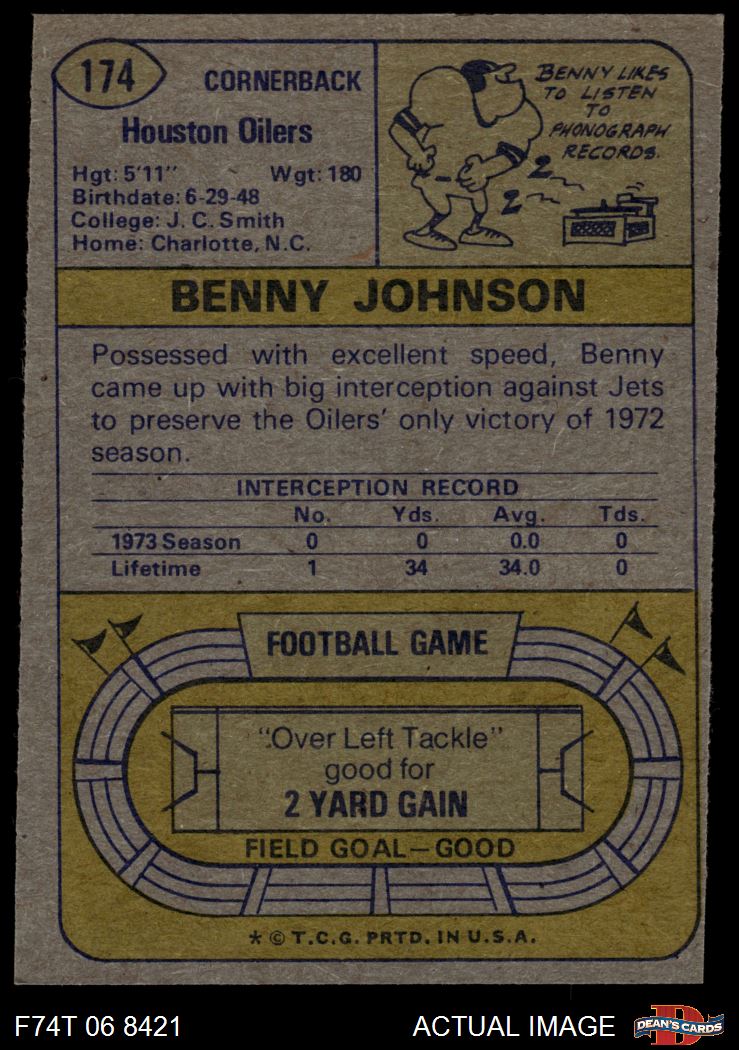 174
CORNERBACK
Houston Oilers
Hgt: 5'11" Wgt: 180
Birthdate: 6-29-48
College: J. C. Smith
Home: Charlotte, N.C.
BENNY LIKES
TO LISTEN
TO
PHONOGRAPH
RECORDS.
BENNY JOHNSON
Possessed with excellent speed, Benny
came up with big interception against Jets
to preserve the Oilers' only victory of 1972
season.
INTERCEPTION RECORD
No. Yds. Avg. Tds.
1973 Season 0 0 0.0 0
Lifetime 1 34 34.0 0
FOOTBALL GAME
"Over Left Tackle"
good for
2 YARD GAIN
FIELD GOAL—GOOD
* © T.C.G. PRTD. IN U.S.A.
F74T 06 8421 ACTUAL IMAGE
DEAN'S CARDS